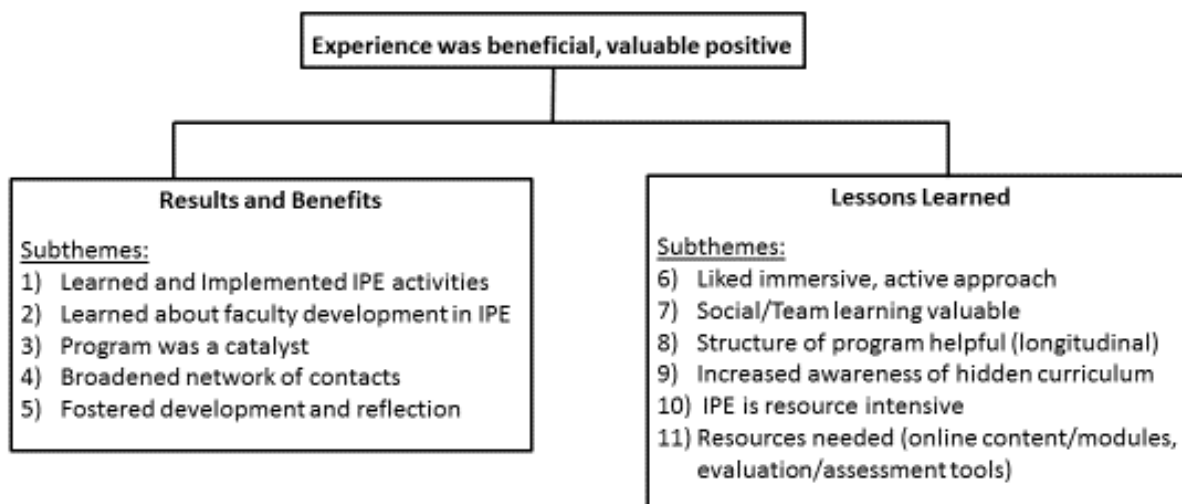 Experience was beneficial, valuable positive
Results and Benefits
Subthemes:
1) Learned and Implemented IPE activities
2) Learned about faculty development in IPE
3) Program was a catalyst
4) Broadened network of contacts
5) Fostered development and reflection
Lessons Learned
Subthemes:
6) Liked immersive, active approach
7) Social/Team learning valuable
8) Structure of program helpful (longitudinal)
9) Increased awareness of hidden curriculum
10) IPE is resource intensive
11) Resources needed (online content/modules,
evaluation/assessment tools)